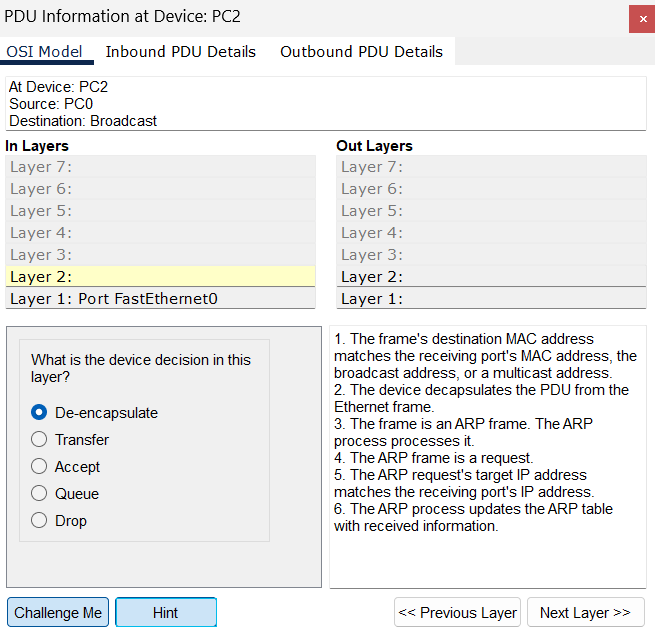 PDU Information at Device: PC2
×
OSI Model Inbound PDU Details Outbound PDU Details
At Device: PC2
Source: PC0
Destination: Broadcast
In Layers
Layer 7:
Layer 6:
Layer 5:
Layer 4:
Layer 3:
Layer 2:
Layer 1: Port FastEthernet0
Out Layers
Layer 7:
Layer 6:
Layer 5:
Layer 4:
Layer 3:
Layer 2:
Layer 1:
What is the device decision in this
layer?
De-encapsulate
Transfer
Accept
Queue
Drop
1. The frame's destination MAC address
matches the receiving port's MAC address, the
broadcast address, or a multicast address.
2. The device decapsulates the PDU from the
Ethernet frame.
3. The frame is an ARP frame. The ARP
process processes it.
4. The ARP frame is a request.
5. The ARP request's target IP address
matches the receiving port's IP address.
6. The ARP process updates the ARP table
with received information.
Challenge Me Hint << Previous Layer Next Layer >>